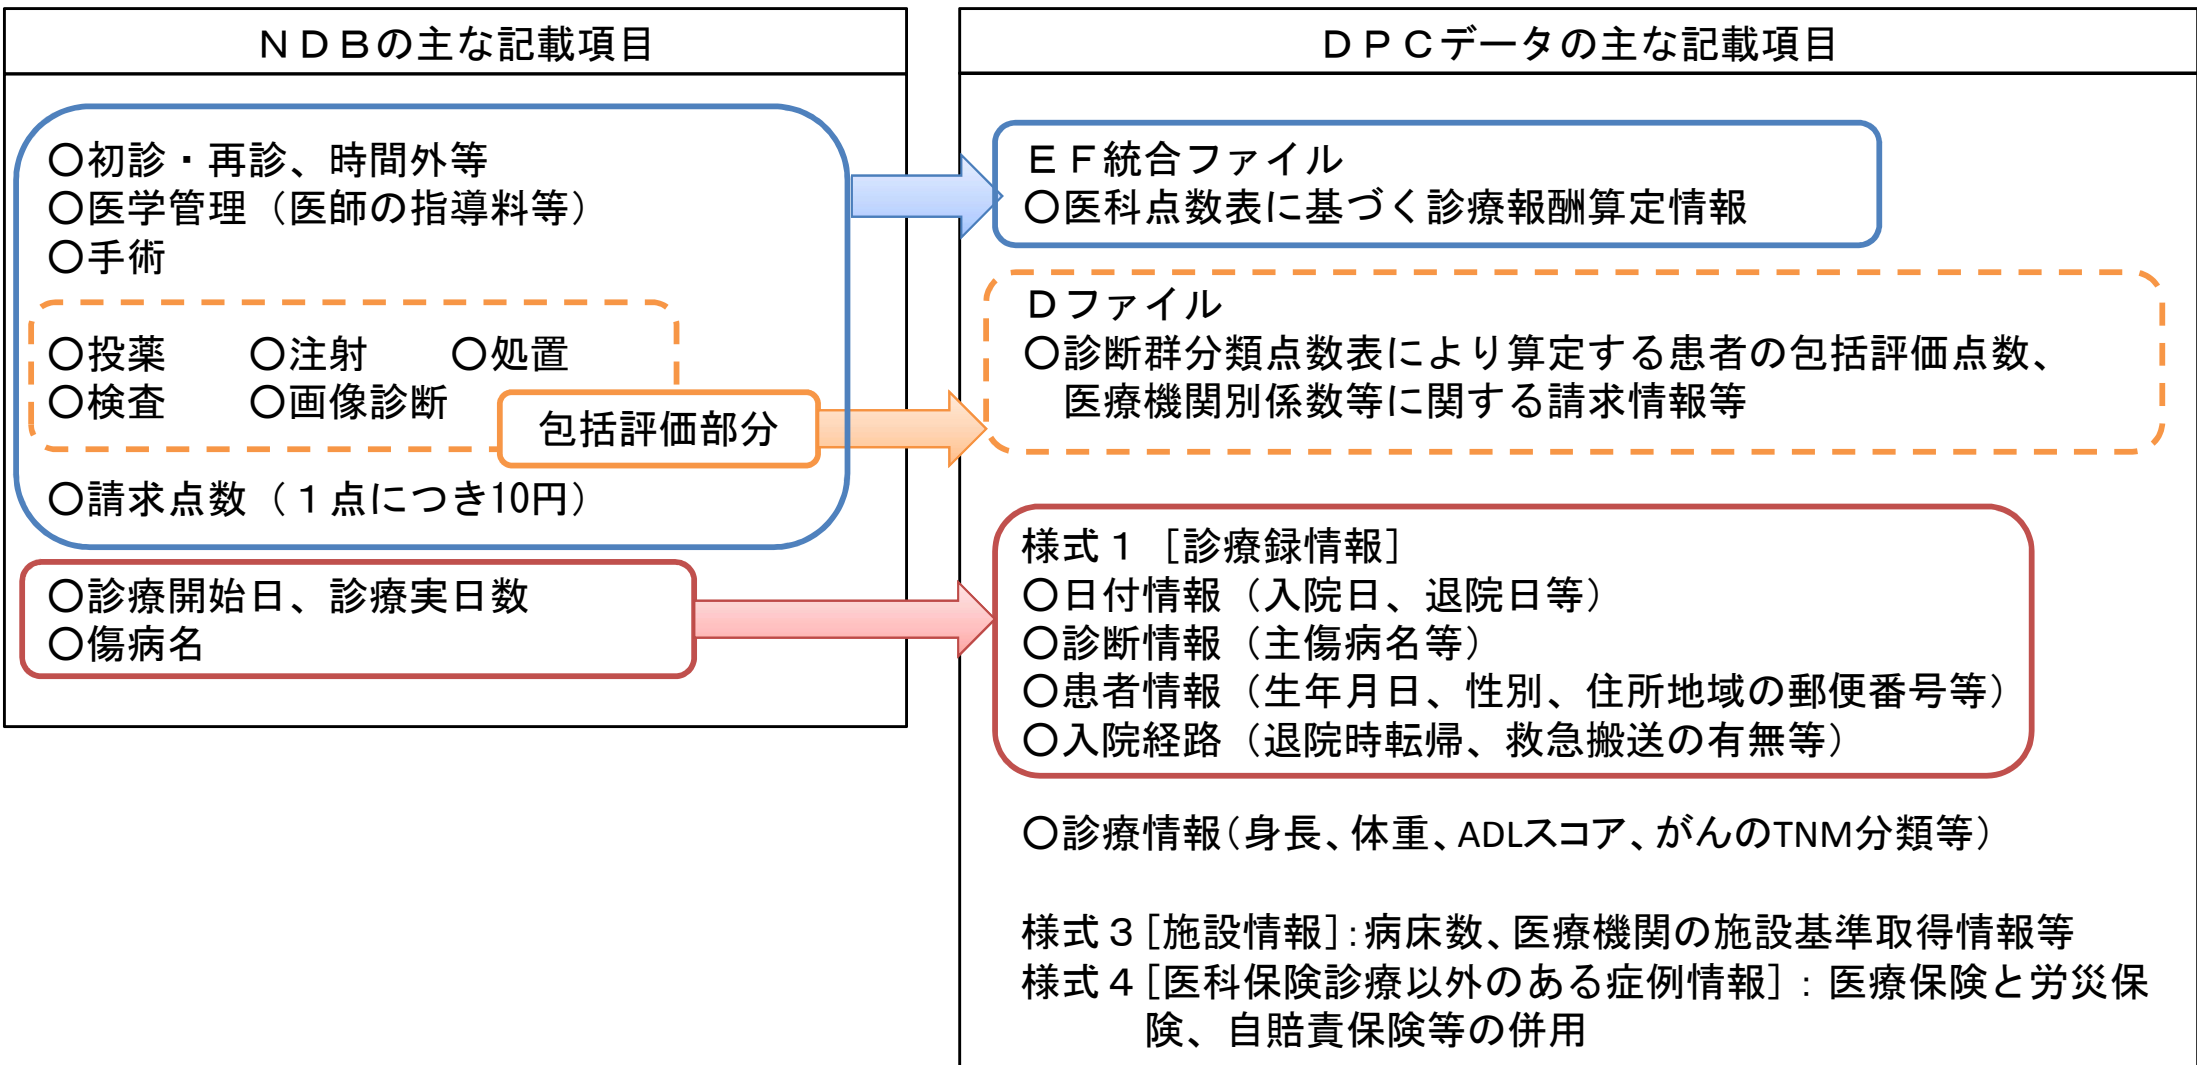 ＮＤＢの主な記載項目
〇初診・再診、時間外等
〇医学管理（医師の指導料等）
〇手術
〇投薬　　〇注射　　〇処置
〇検査　　〇画像診断
包括評価部分
〇請求点数（１点につき10円）
〇診療開始日、診療実日数
〇傷病名
ＤＰＣデータの主な記載項目
ＥＦ統合ファイル
〇医科点数表に基づく診療報酬算定情報
Ｄファイル
〇診断群分類点数表により算定する患者の包括評価点数、
医療機関別係数等に関する請求情報等
様式１［診療録情報］
〇日付情報（入院日、退院日等）
〇診断情報（主傷病名等）
〇患者情報（生年月日、性別、住所地域の郵便番号等）
〇入院経路（退院時転帰、救急搬送の有無等）
〇診療情報（身長、体重、ADLスコア、がんのTNM分類等）
様式３［施設情報］：病床数、医療機関の施設基準取得情報等
様式４［医科保険診療以外のある症例情報］：医療保険と労災保
険、自賠責保険等の併用